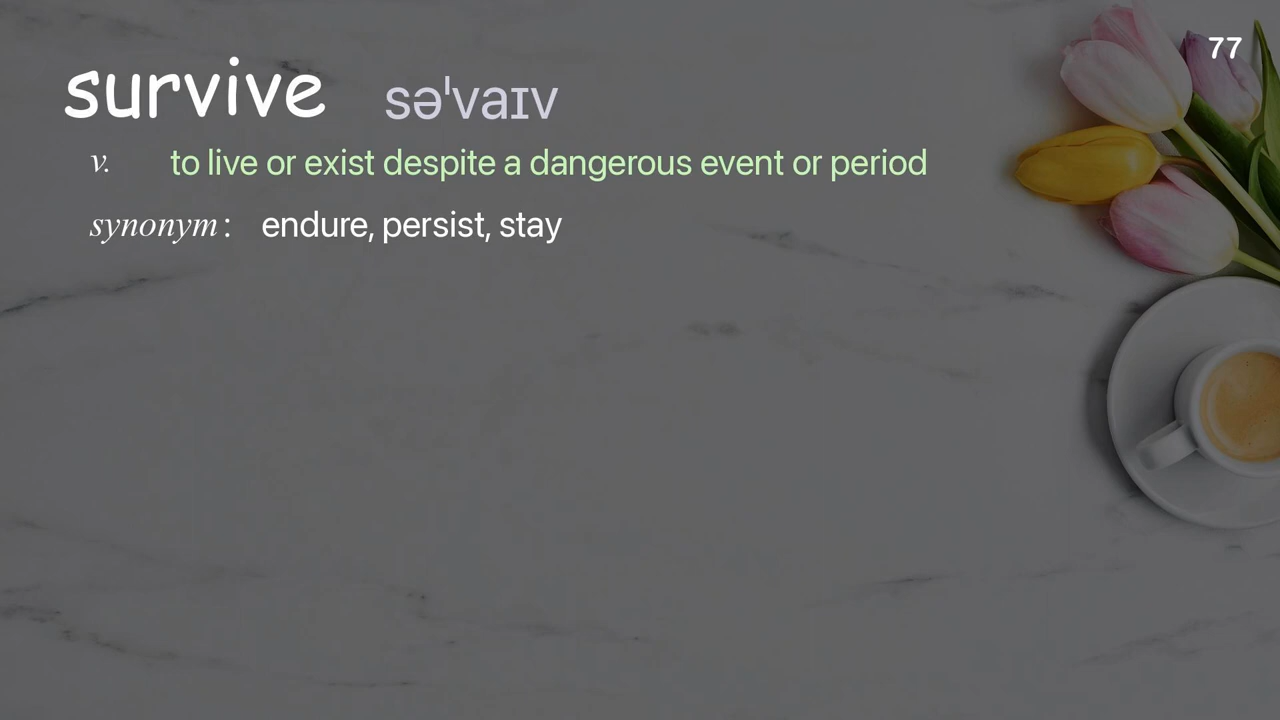 77
survive səˈvaɪv
v. to live or exist despite a dangerous event or period
synonym: endure, persist, stay